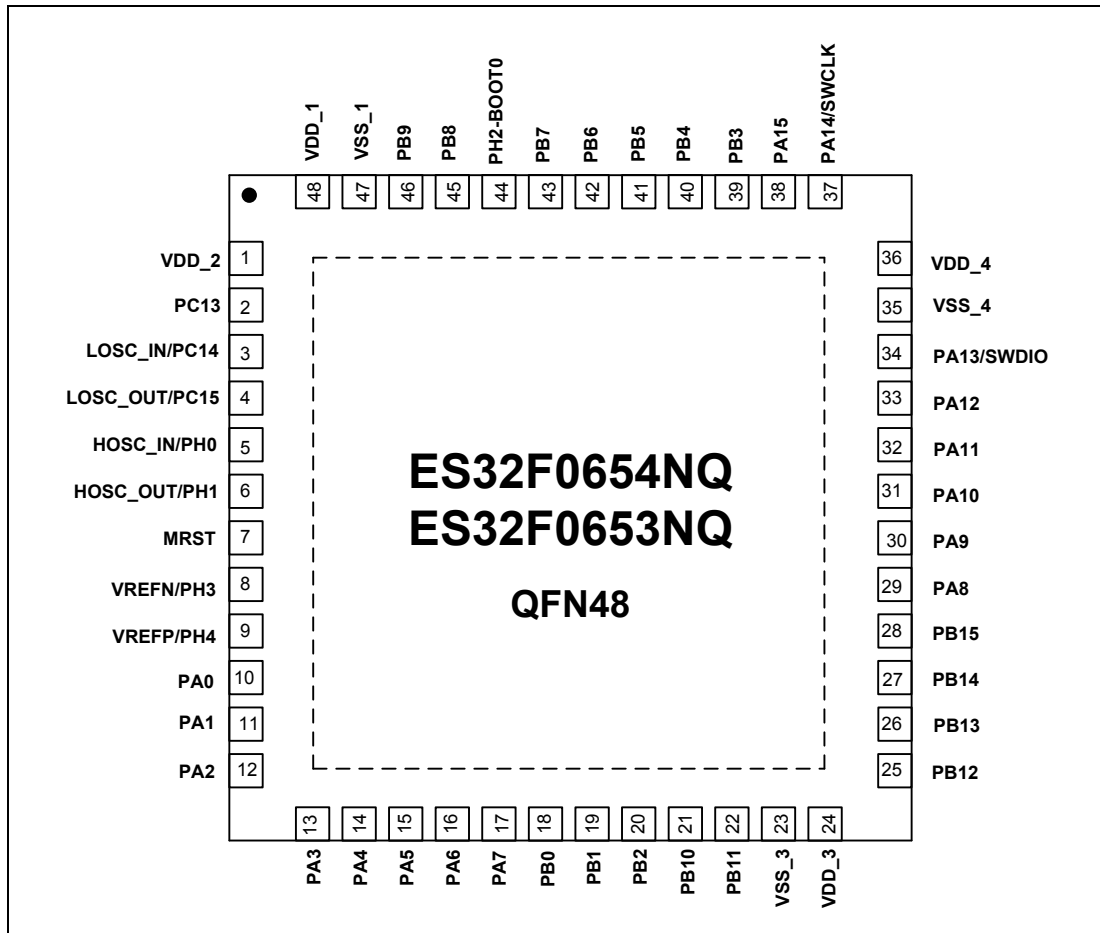 VDD_1
VSS_1
PB9
PB8
PH2-BOOT0
PB7
PB6
PB5
PB4
PB3
PA15
PA14/SWCLK
48
47
46
45
44
43
42
41
40
39
38
37
VDD_2 1
PC13 2
LOSC_IN/PC14 3
LOSC_OUT/PC15 4
HOSC_IN/PH0 5
HOSC_OUT/PH1 6
MRST 7
VREFN/PH3 8
VREFP/PH4 9
PA0 10
PA1 11
PA2 12
ES32F0654NQ
ES32F0653NQ
QFN48
36 VDD_4
35 VSS_4
34 PA13/SWDIO
33 PA12
32 PA11
31 PA10
30 PA9
29 PA8
28 PB15
27 PB14
26 PB13
25 PB12
13
14
15
16
17
18
19
20
21
22
23
24
PA3
PA4
PA5
PA6
PA7
PB0
PB1
PB2
PB10
PB11
VSS_3
VDD_3